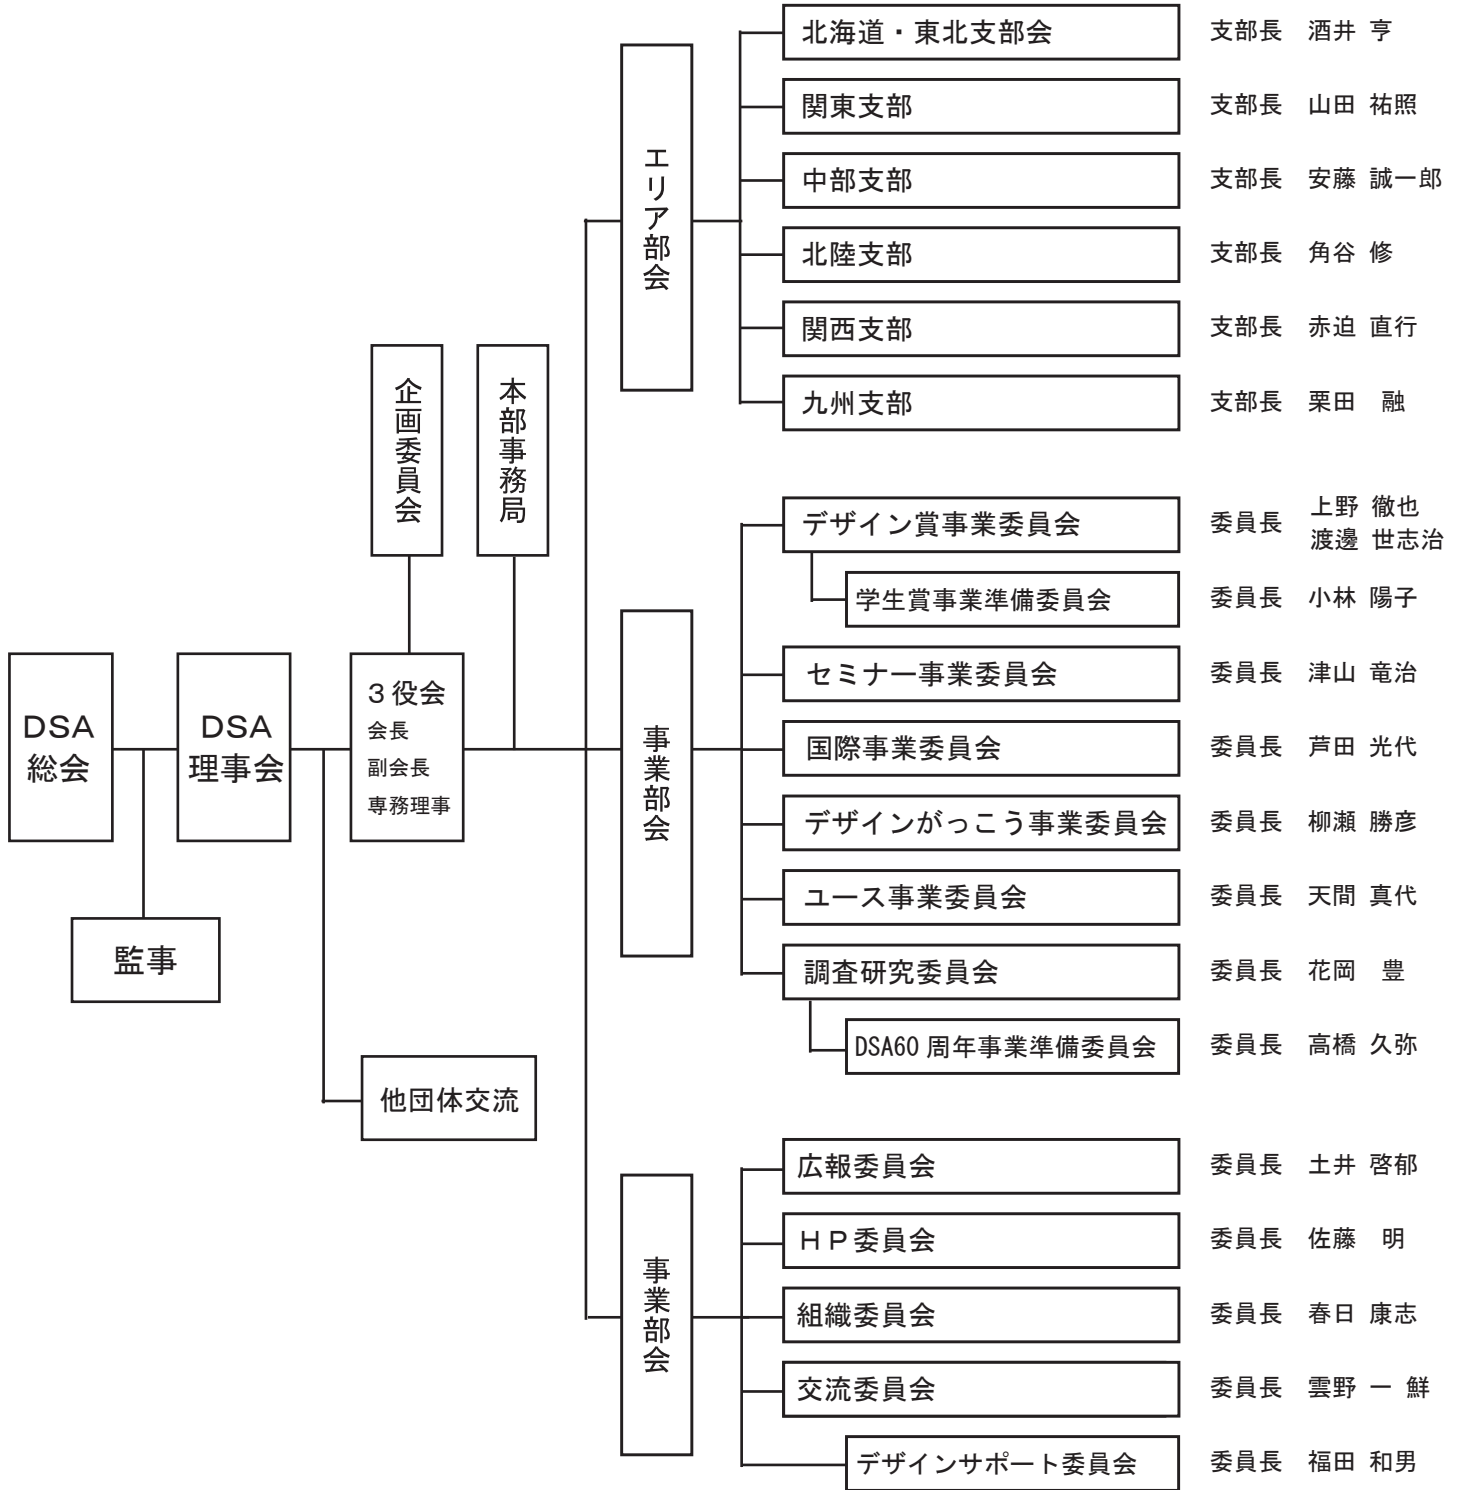 DSA
総会
監事
DSA
理事会
他団体交流
３役会
会長
副会長
専務理事
企画委員会
本部事務局
エリア部会
北海道・東北支部会 支部長 酒井 亨
関東支部 支部長 山田 祐照
中部支部 支部長 安藤 誠一郎
北陸支部 支部長 角谷 修
関西支部 支部長 赤迫 直行
九州支部 支部長 栗田　融
事業部会
デザイン賞事業委員会 委員長 上野 徹也
渡邊 世志治
学生賞事業準備委員会 委員長 小林 陽子
セミナー事業委員会 委員長 津山 竜治
国際事業委員会 委員長 芦田 光代
デザインがっこう事業委員会 委員長 柳瀬 勝彦
ユース事業委員会 委員長 天間 真代
調査研究委員会 委員長 花岡　豊
DSA60 周年事業準備委員会 委員長 高橋 久弥
事業部会
広報委員会 委員長 土井 啓郁
ＨＰ委員会 委員長 佐藤　明
組織委員会 委員長 春日 康志
交流委員会 委員長 雲野 一 鮮
デザインサポート委員会 委員長 福田 和男